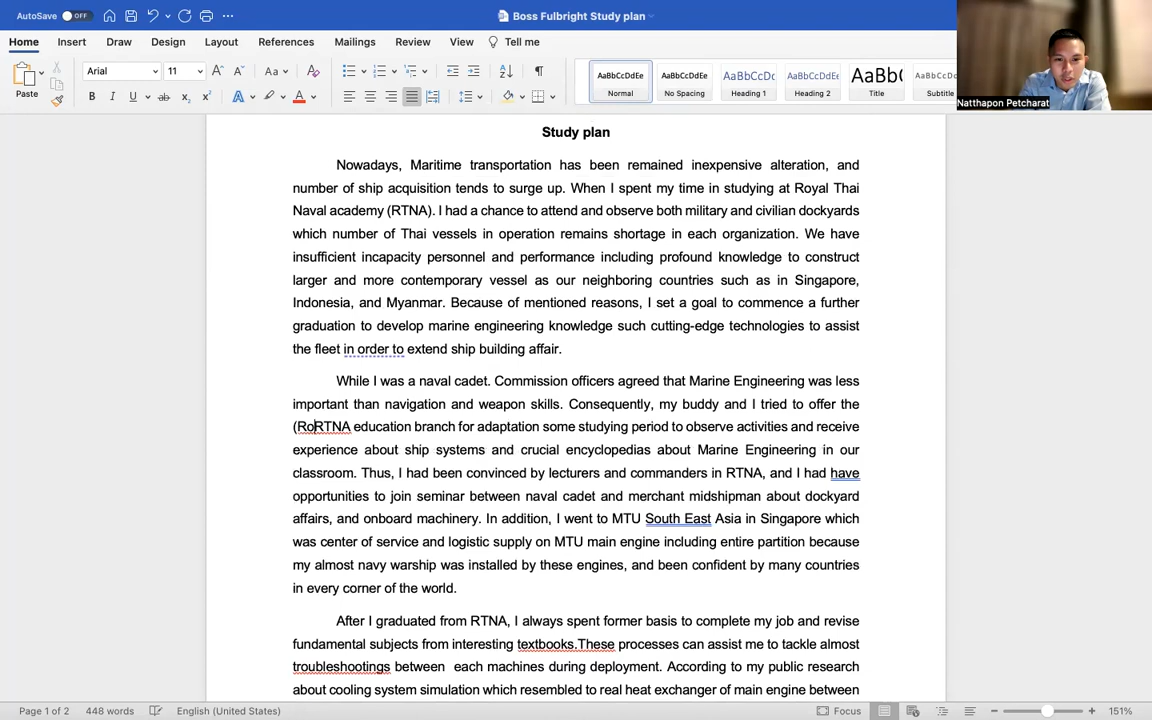 AutoSave OFF
Boss Fulbright Study plan
Home Insert Draw Design Layout References Mailings Review View Tell me
Paste
Arial 11
Aa
B I U ab x₂ x²
AaBbCcDdEe AaBbCcDdEe AaBbCcDc AaBbCcDdEe AaBb( AaBbCcDdEe
Normal No Spacing Heading 1 Heading 2 Title Subtitle
Natthapon Petcharat
Study plan
Nowadays, Maritime transportation has been remained inexpensive alteration, and
number of ship acquisition tends to surge up. When I spent my time in studying at Royal Thai
Naval academy (RTNA). I had a chance to attend and observe both military and civilian dockyards
which number of Thai vessels in operation remains shortage in each organization. We have
insufficient incapacity personnel and performance including profound knowledge to construct
larger and more contemporary vessel as our neighboring countries such as in Singapore,
Indonesia, and Myanmar. Because of mentioned reasons, I set a goal to commence a further
graduation to develop marine engineering knowledge such cutting-edge technologies to assist
the fleet in order to extend ship building affair.
While I was a naval cadet. Commission officers agreed that Marine Engineering was less
important than navigation and weapon skills. Consequently, my buddy and I tried to offer the
(RoRTNA education branch for adaptation some studying period to observe activities and receive
experience about ship systems and crucial encyclopedias about Marine Engineering in our
classroom. Thus, I had been convinced by lecturers and commanders in RTNA, and I had have
opportunities to join seminar between naval cadet and merchant midshipman about dockyard
affairs, and onboard machinery. In addition, I went to MTU South East Asia in Singapore which
was center of service and logistic supply on MTU main engine including entire partition because
my almost navy warship was installed by these engines, and been confident by many countries
in every corner of the world.
After I graduated from RTNA, I always spent former basis to complete my job and revise
fundamental subjects from interesting textbooks.These processes can assist me to tackle almost
troubleshootings between each machines during deployment. According to my public research
about cooling system simulation which resembled to real heat exchanger of main engine between
Page 1 of 2 448 words English (United States) Focus 151%